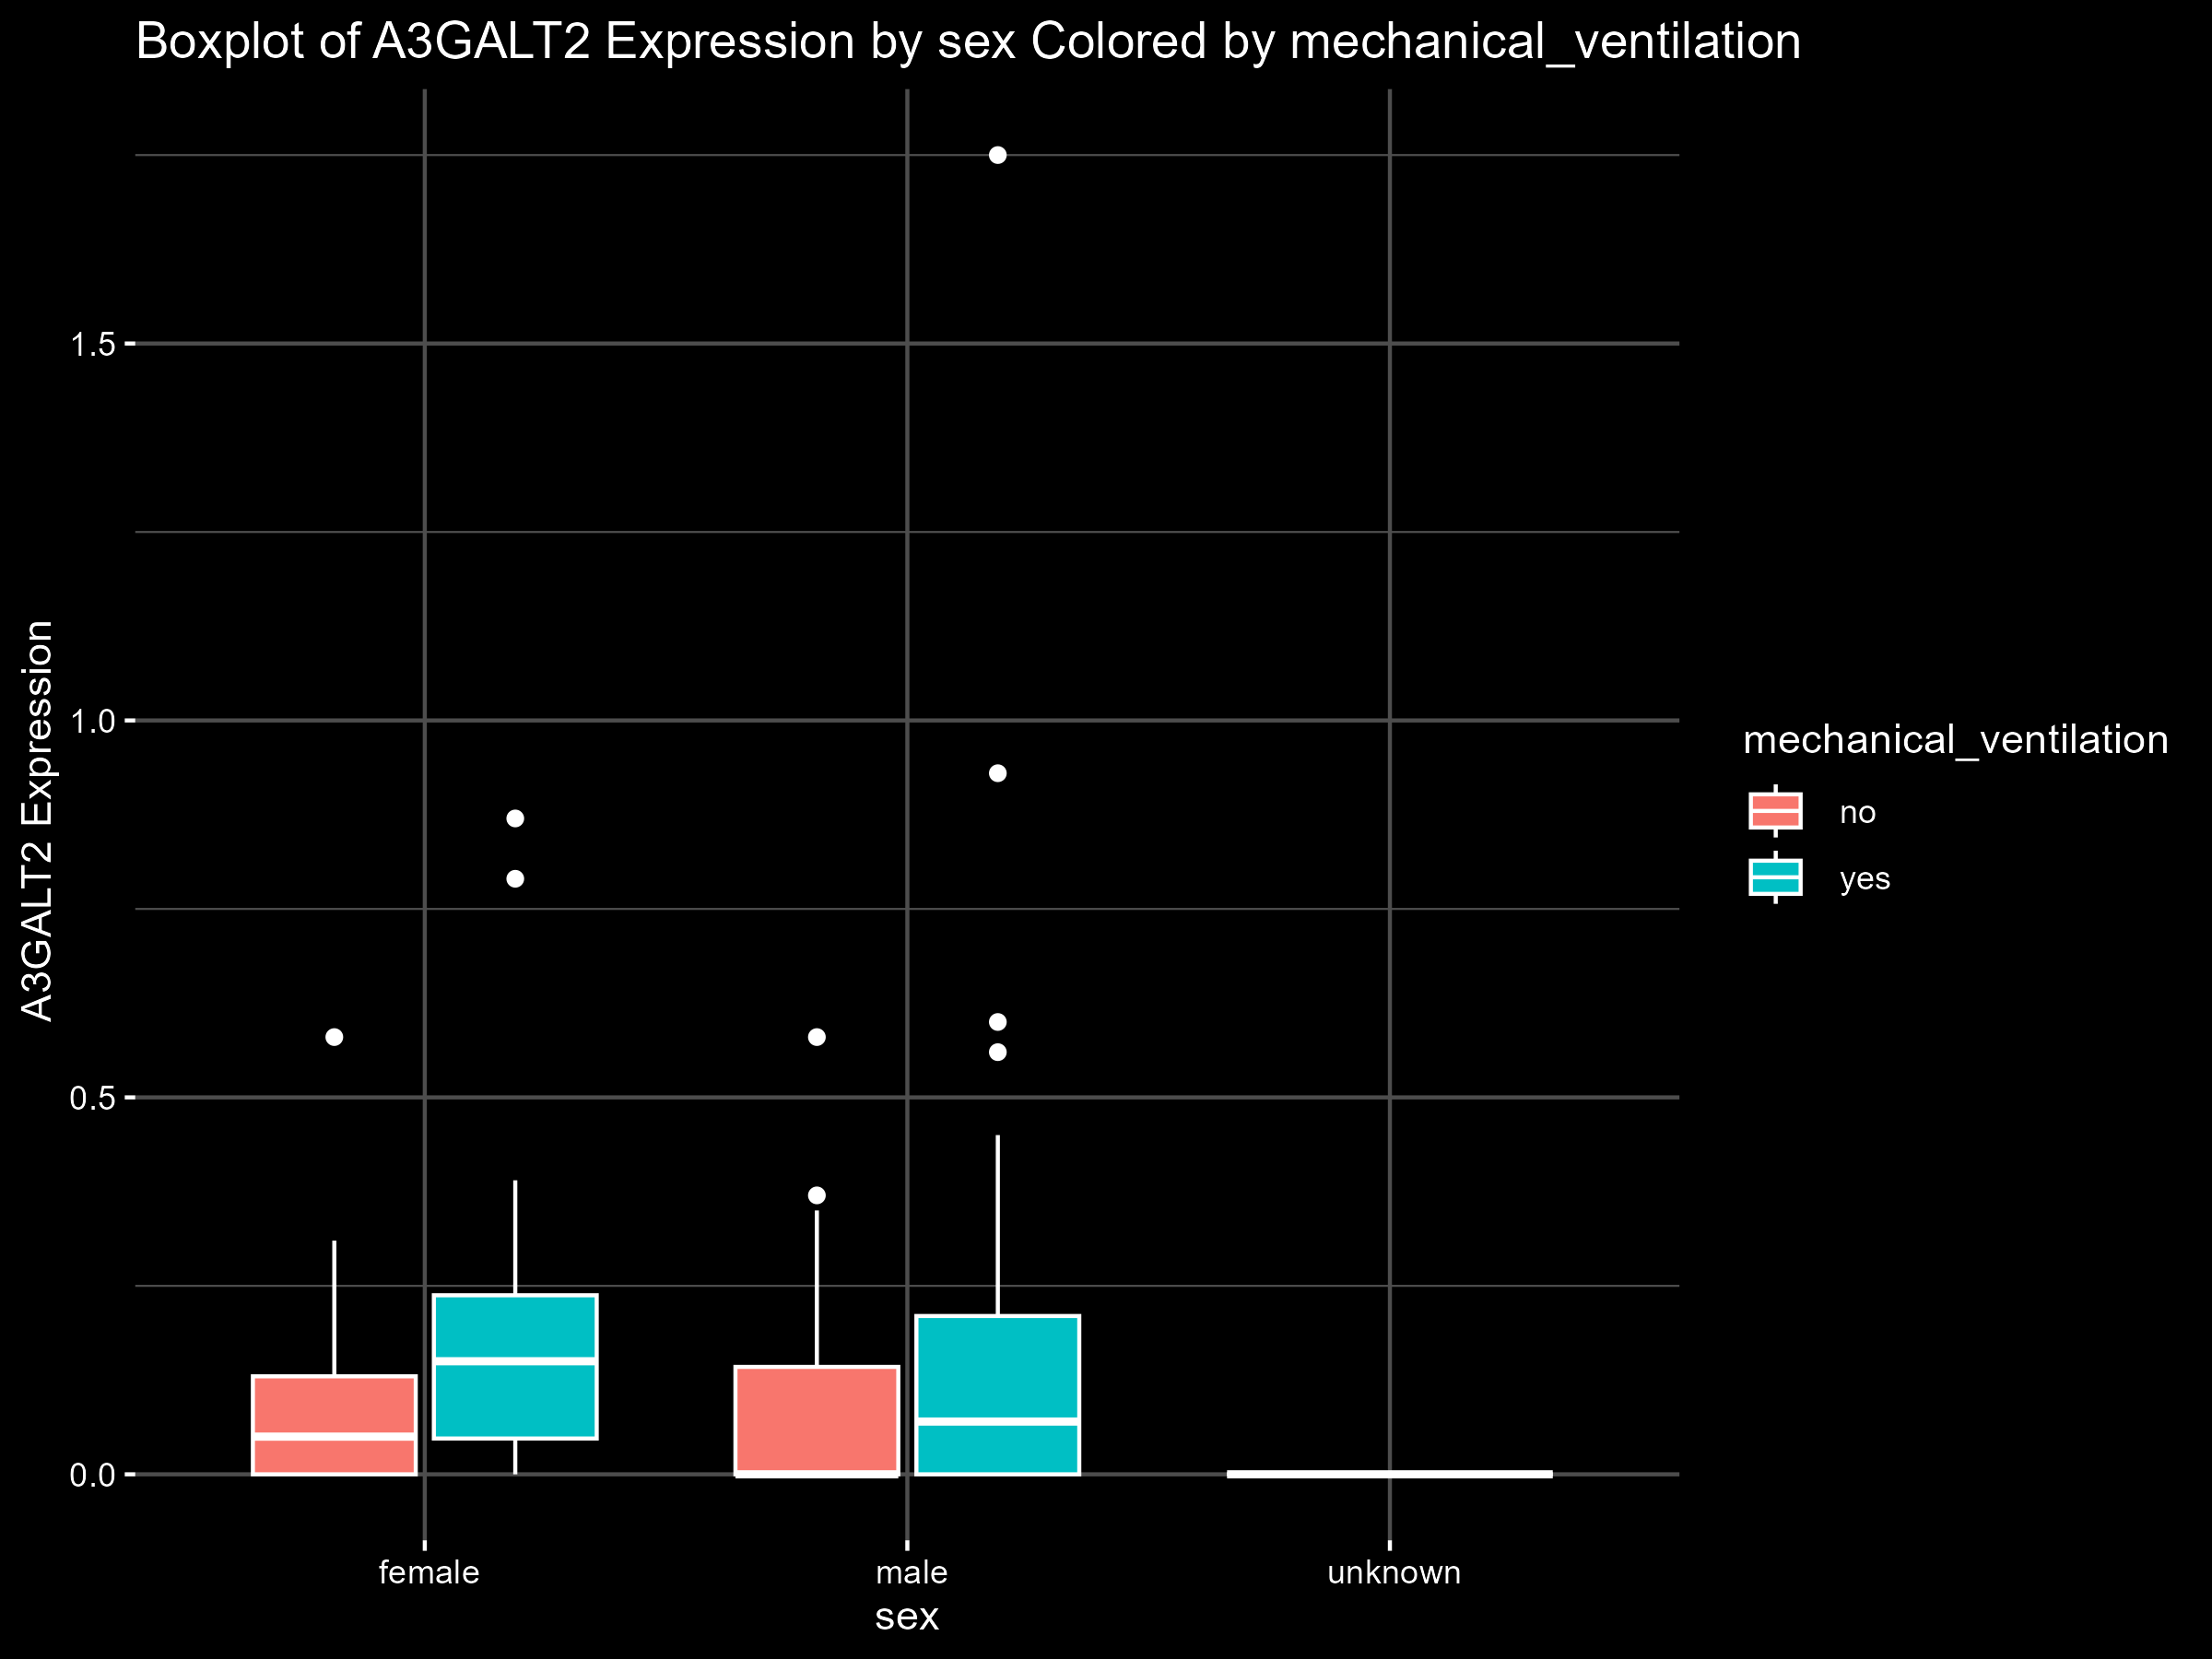 Boxplot of A3GALT2 Expression by sex Colored by mechanical_ventilation
A3GALT2 Expression
1.5
1.0
0.5
0.0
female
male
unknown
sex
mechanical_ventilation
no
yes